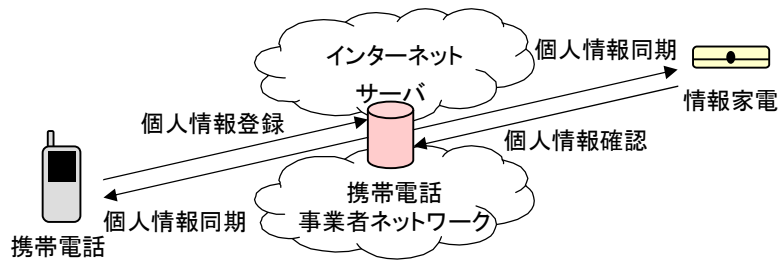 インターネット
サーバ
個人情報同期
情報家電
個人情報登録
個人情報確認
携帯電話
事業者ネットワーク
個人情報同期
携帯電話